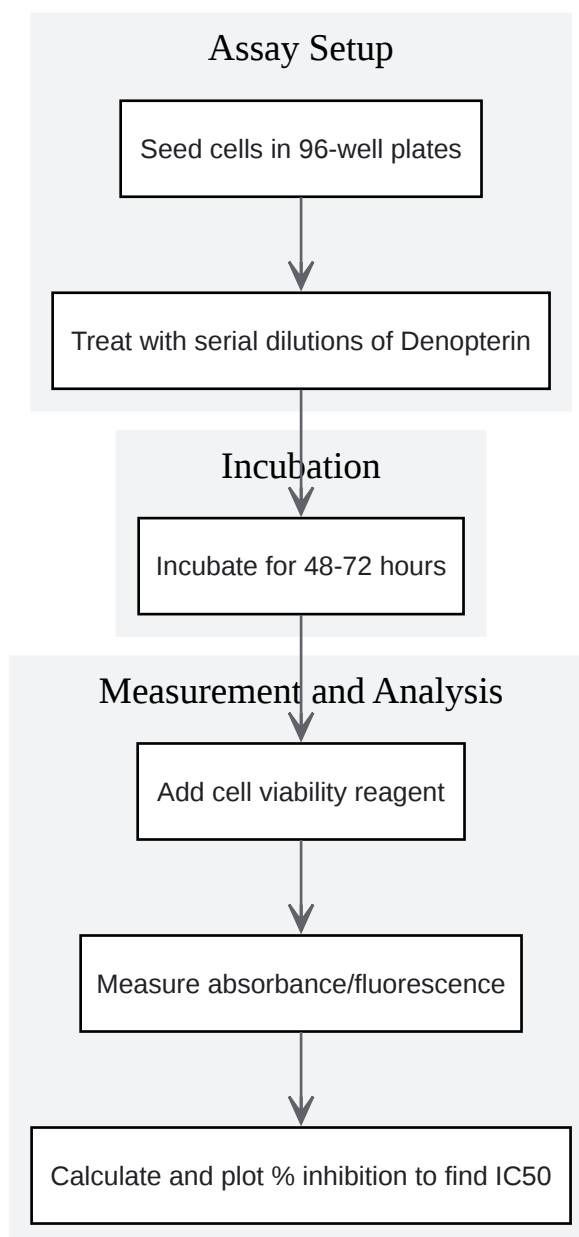 Assay Setup
Seed cells in 96-well plates
Treat with serial dilutions of Denopterin
Incubation
Incubate for 48-72 hours
Measurement and Analysis
Add cell viability reagent
Measure absorbance/fluorescence
Calculate and plot % inhibition to find IC50